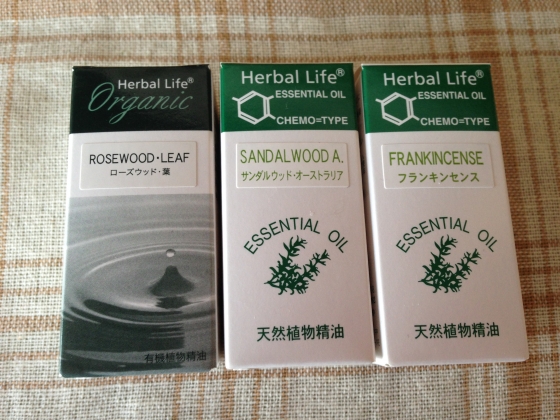 Herbal Life®
Organic
ROSEWOOD・LEAF
ローズウッド・葉
有機植物精油
Herbal Life®
ESSENTIAL OIL
CHEMO=TYPE
SANDALWOOD A.
サンダルウッド・オーストラリア
ESSENTIAL OIL
天然植物精油
Herbal Life®
ESSENTIAL OIL
CHEMO=TYPE
FRANKINCENSE
フランキンセンス
ESSENTIAL OIL
天然植物精油